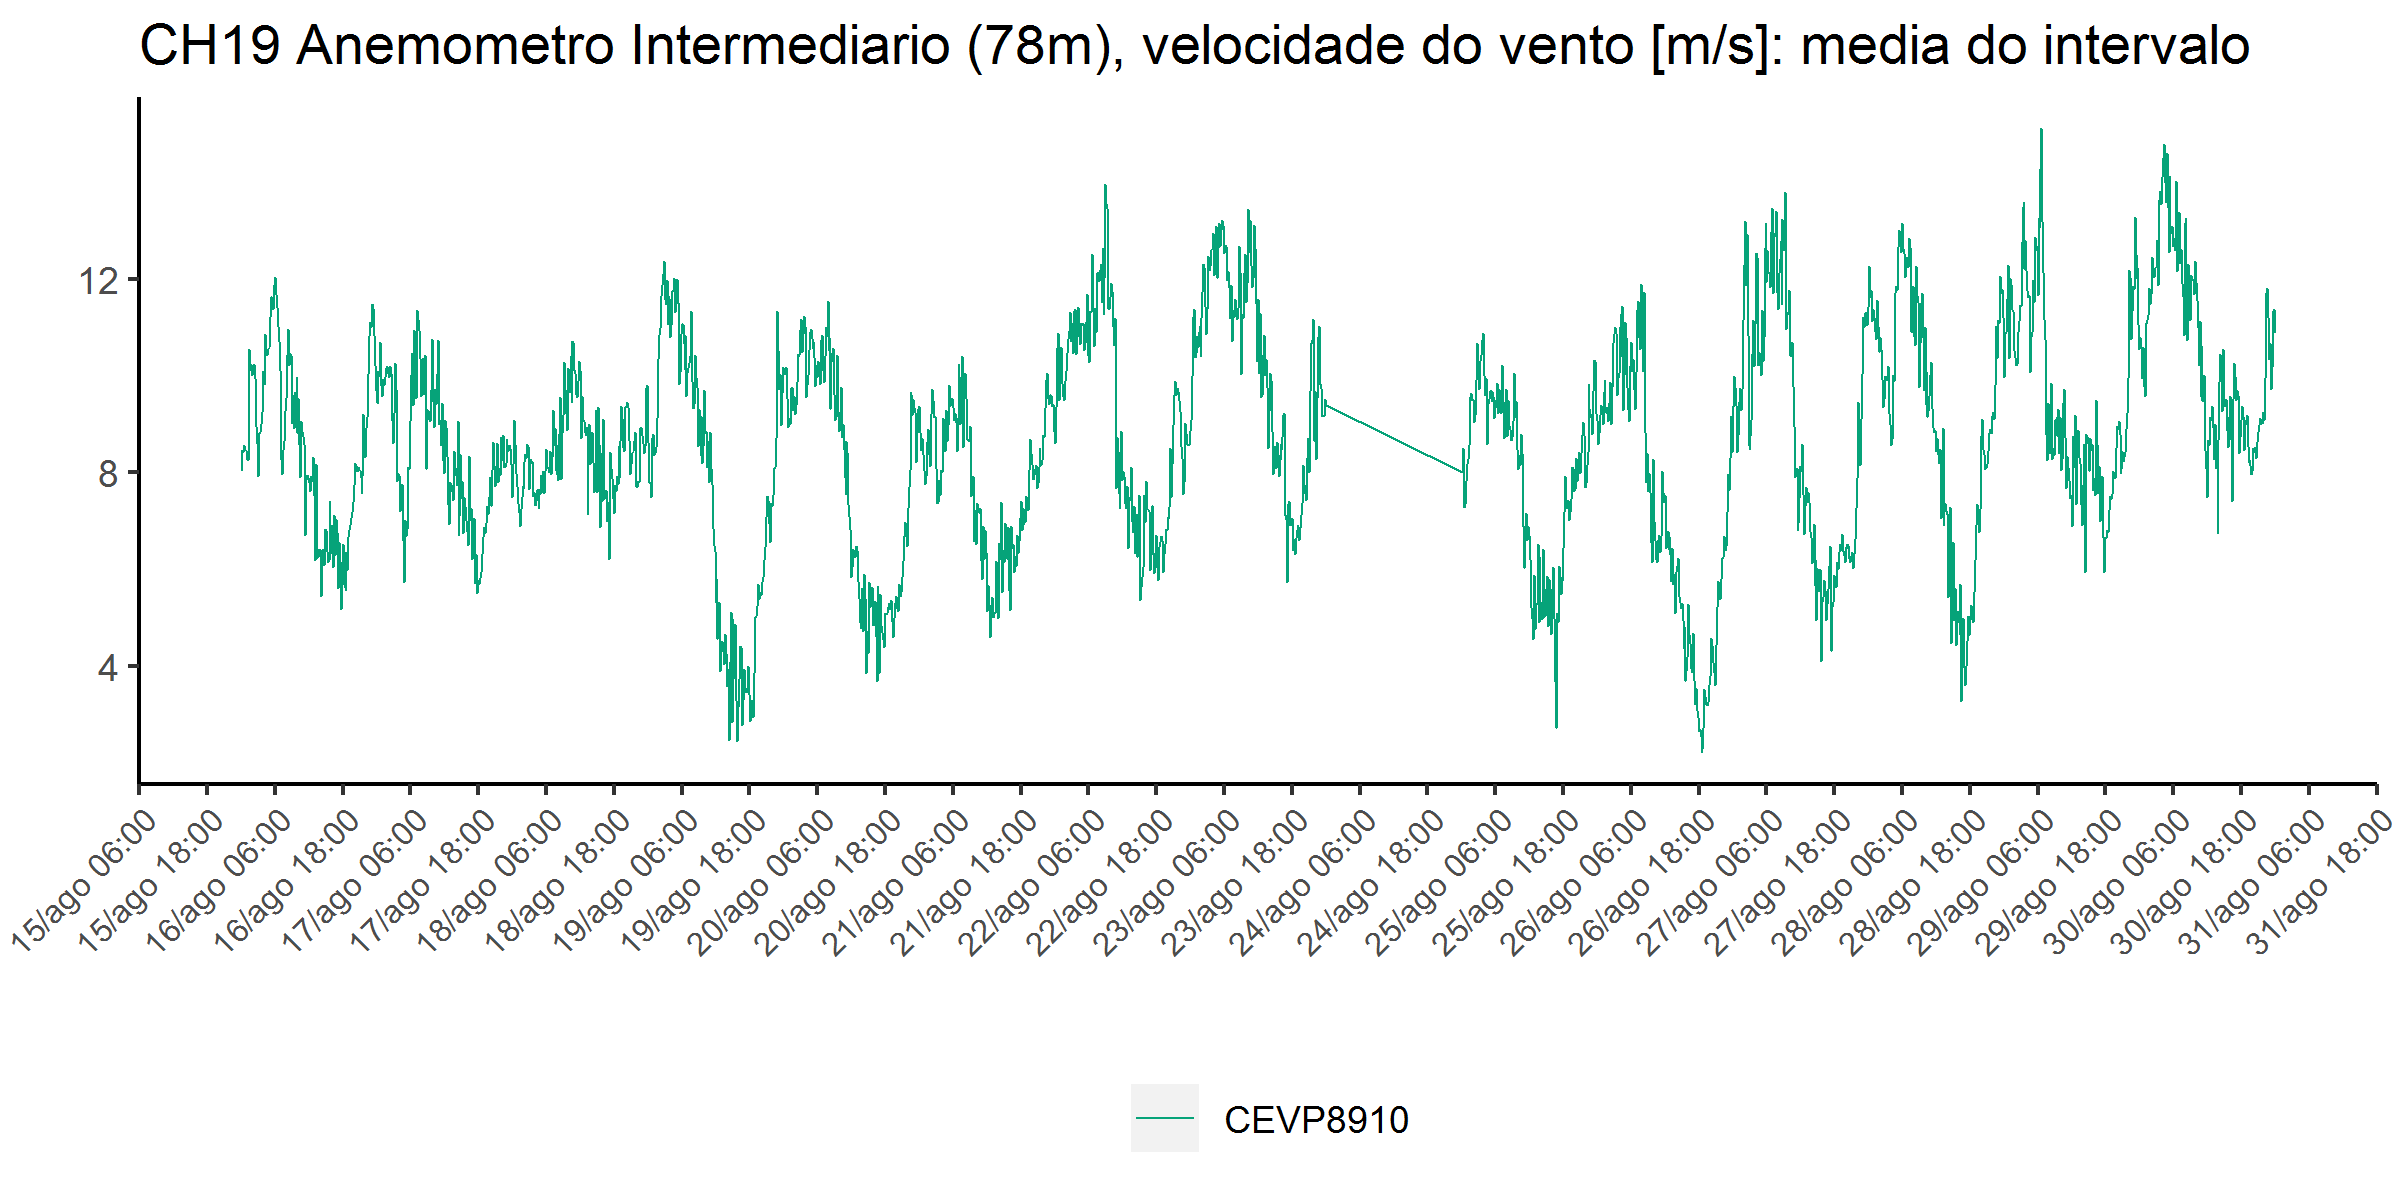 CH19 Anemometro Intermediario (78m), velocidade do vento [m/s]: media do intervalo
12
8
4
15/ago 06:00
15/ago 18:00
16/ago 06:00
16/ago 18:00
17/ago 06:00
17/ago 18:00
18/ago 06:00
18/ago 18:00
19/ago 06:00
19/ago 18:00
20/ago 06:00
20/ago 18:00
21/ago 06:00
21/ago 18:00
22/ago 06:00
22/ago 18:00
23/ago 06:00
23/ago 18:00
24/ago 06:00
24/ago 18:00
25/ago 06:00
25/ago 18:00
26/ago 06:00
26/ago 18:00
27/ago 06:00
27/ago 18:00
28/ago 06:00
28/ago 18:00
29/ago 06:00
29/ago 18:00
30/ago 06:00
30/ago 18:00
31/ago 06:00
31/ago 18:00
CEVP8910